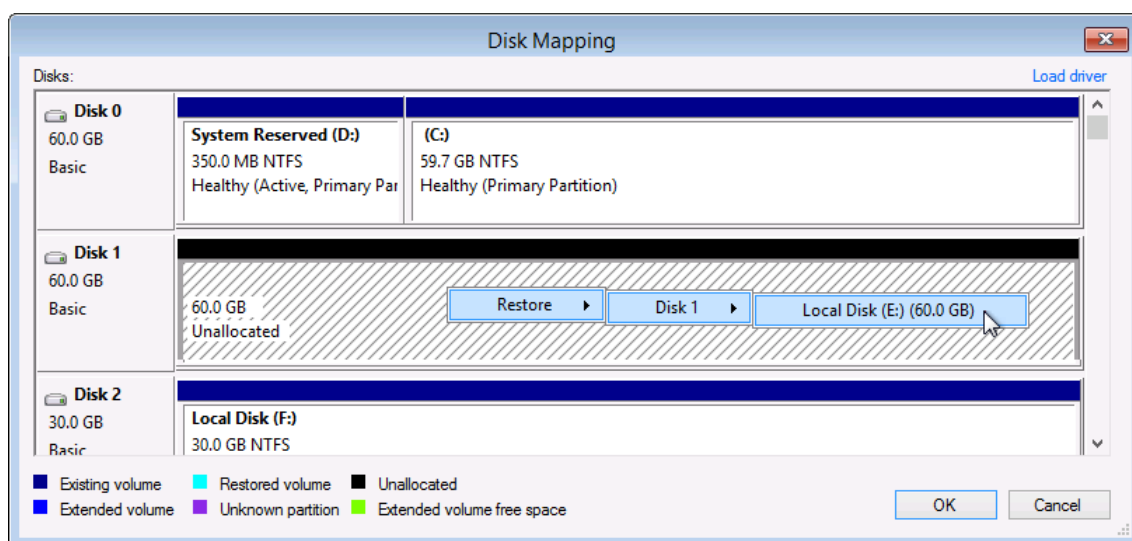 Disk Mapping
Disks:
Load driver
Disk 0
60.0 GB
Basic
System Reserved (D:)
350.0 MB NTFS
Healthy (Active, Primary Par
(C:)
59.7 GB NTFS
Healthy (Primary Partition)
Disk 1
60.0 GB
Basic
60.0 GB
Unallocated
Restore
Disk 1
Local Disk (E:) (60.0 GB)
Disk 2
30.0 GB
Basic
Local Disk (F:)
30.0 GB NTFS
Existing volume
Restored volume
Unallocated
Extended volume
Unknown partition
Extended volume free space
OK
Cancel